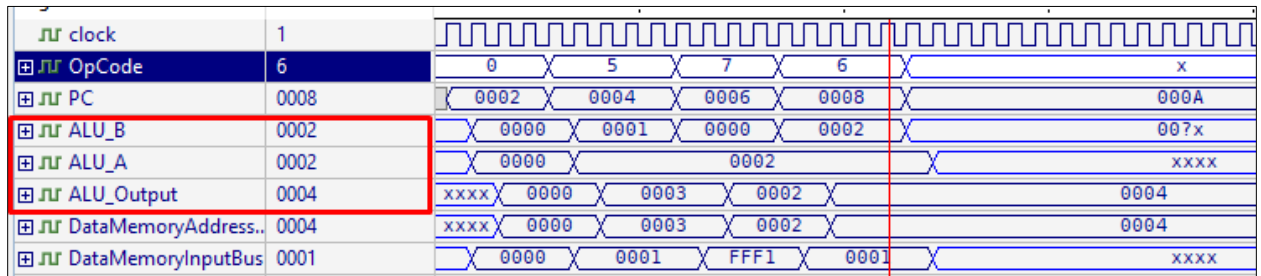 clock 1
OpCode 6 0 5 7 6 x
PC 0008 0002 0004 0006 0008 000A
ALU_B 0002 0000 0001 0000 0002 00?x
ALU_A 0002 0000 0002 xxxx
ALU_Output 0004 xxxx 0000 0003 0002 0004
DataMemoryAddress.. 0004 xxxx 0000 0003 0002 0004
DataMemoryInputBus 0001 0000 0001 FFF1 0001 xxxx